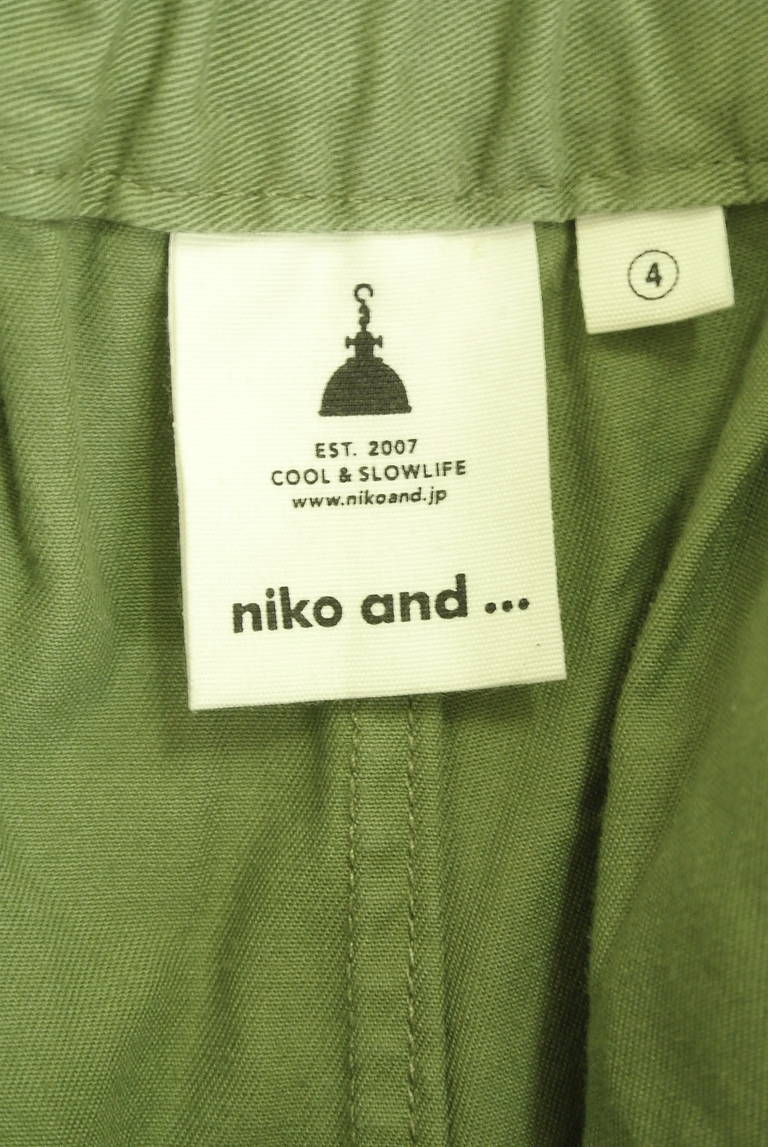 4
EST. 2007
COOL & SLOWLIFE
www.nikoand.jp
niko and ...